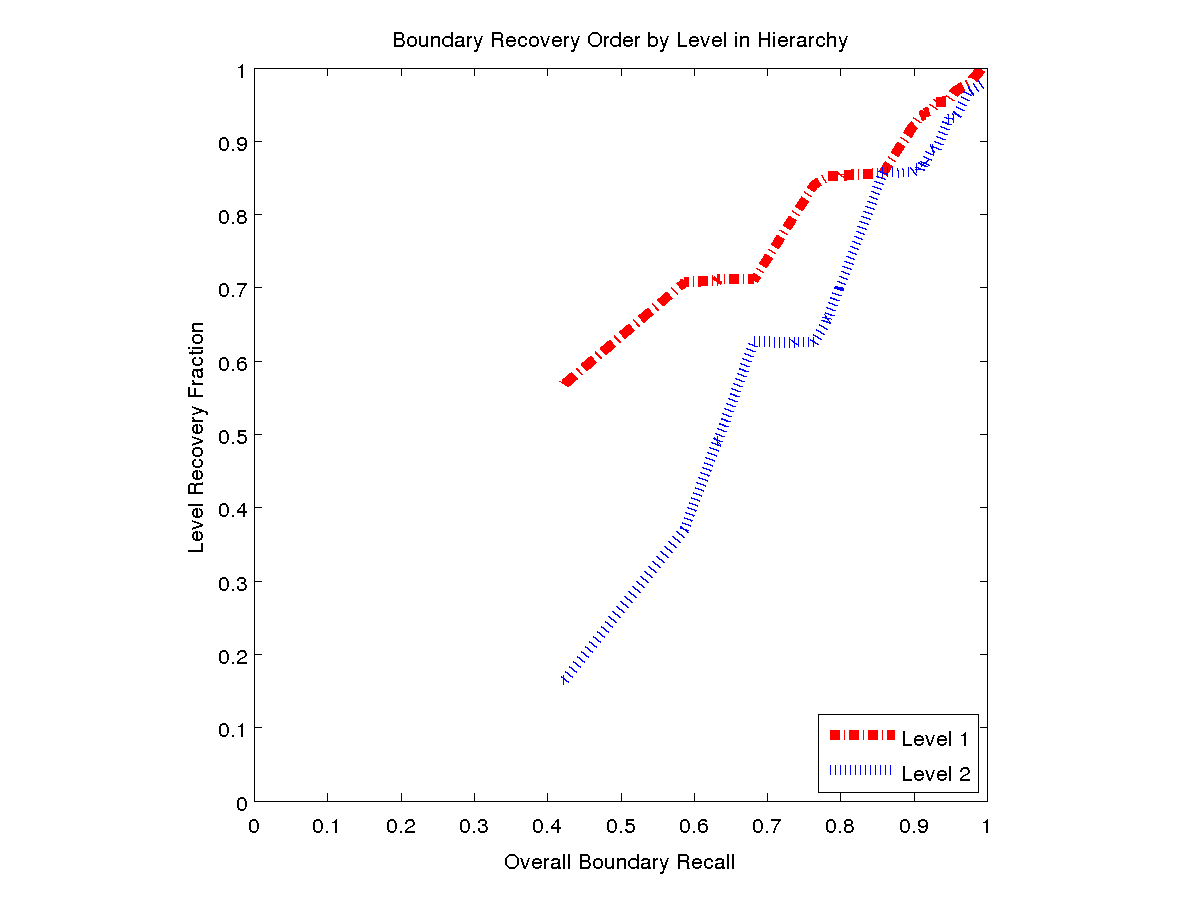 Boundary Recovery Order by Level in Hierarchy
1
0.9
0.8
0.7
0.6
0.5
0.4
0.3
0.2
0.1
0
Level Recovery Fraction
Level 1
Level 2
0 0.1 0.2 0.3 0.4 0.5 0.6 0.7 0.8 0.9 1
Overall Boundary Recall